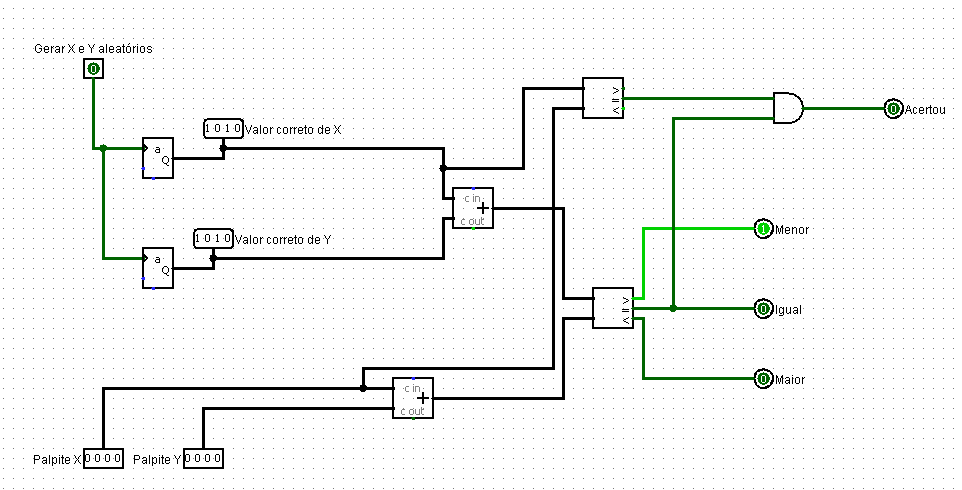 Gerar X e Y aleatórios
0
a
Q
1 0 1 0 Valor correto de X
a
Q
1 0 1 0 Valor correto de Y
c in
+
c out
>
=
<
0 Acertou
1 Menor
>
=
<
0 Igual
0 Maior
c in
+
c out
Palpite X 0 0 0 0
Palpite Y 0 0 0 0